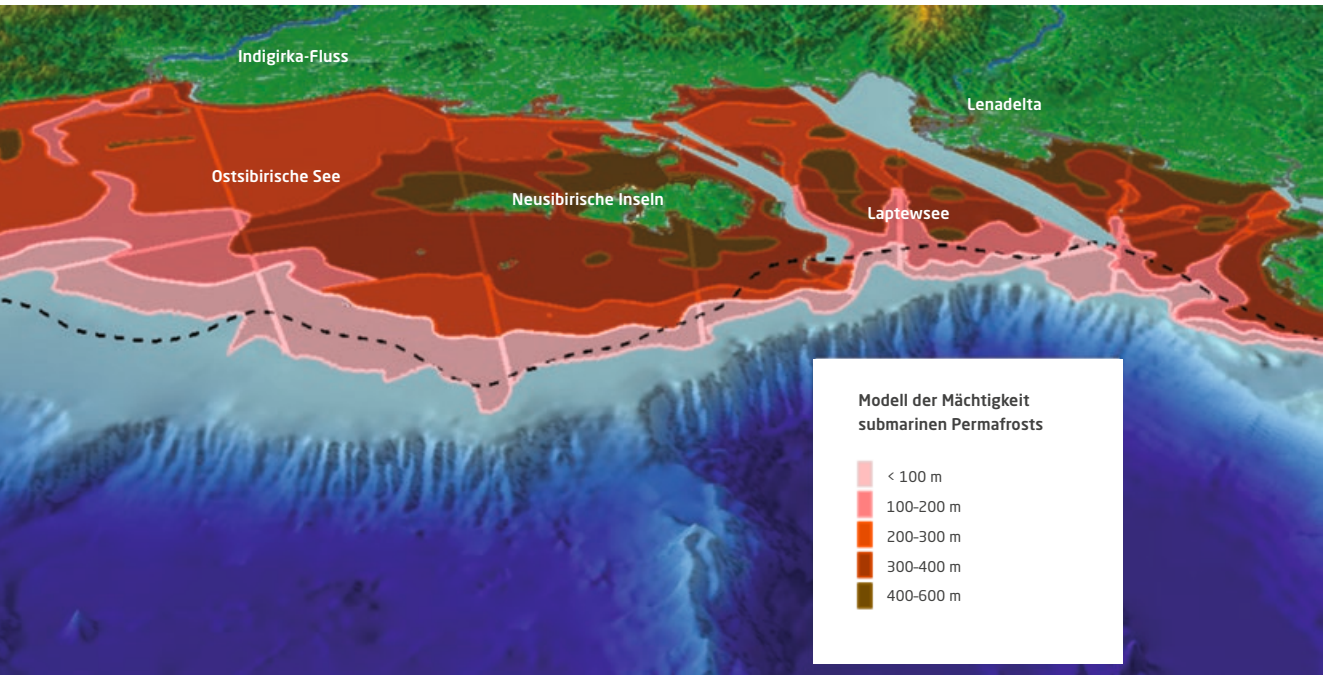 Indigirka-Fluss
Lenadelta
Ostsibirische See
Neusibirische Inseln
Laptewsee
Modell der Mächtigkeit
submarinen Permafrosts
< 100 m
100-200 m
200-300 m
300-400 m
400-600 m